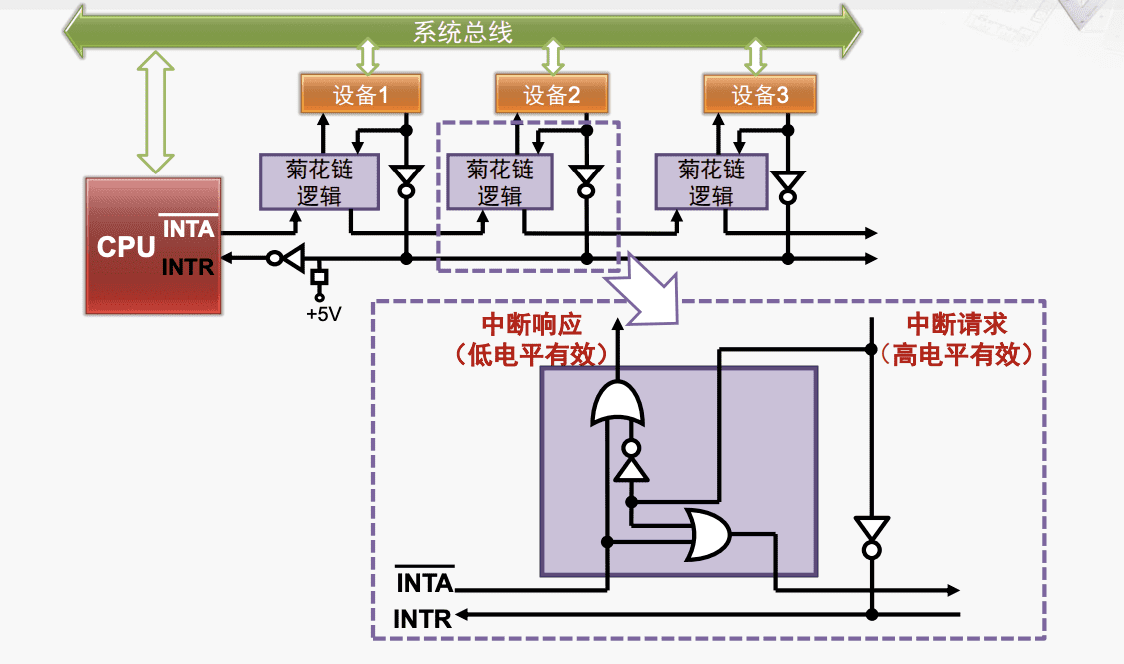 系统总线
设备1
设备2
设备3
菊花链
逻辑
菊花链
逻辑
菊花链
逻辑
CPU
INTA
INTR
+5V
中断响应
（低电平有效）
中断请求
（高电平有效）
INTA
INTR